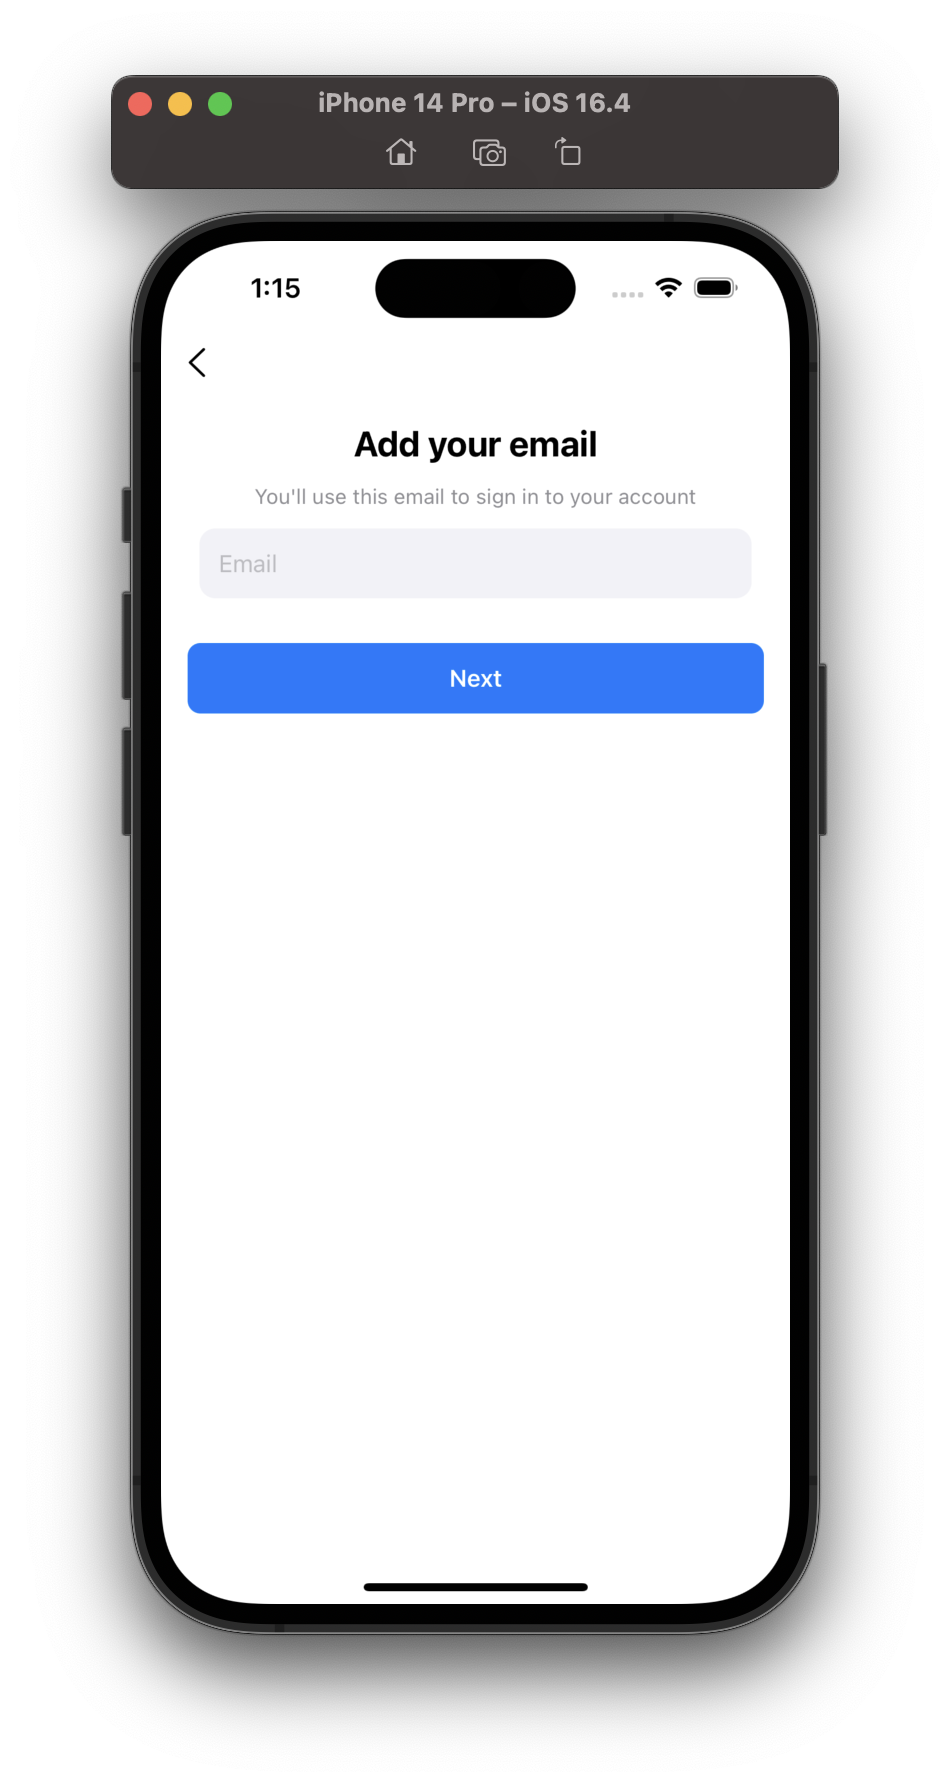 iPhone 14 Pro – iOS 16.4
1:15
Add your email
You'll use this email to sign in to your account
Email
Next